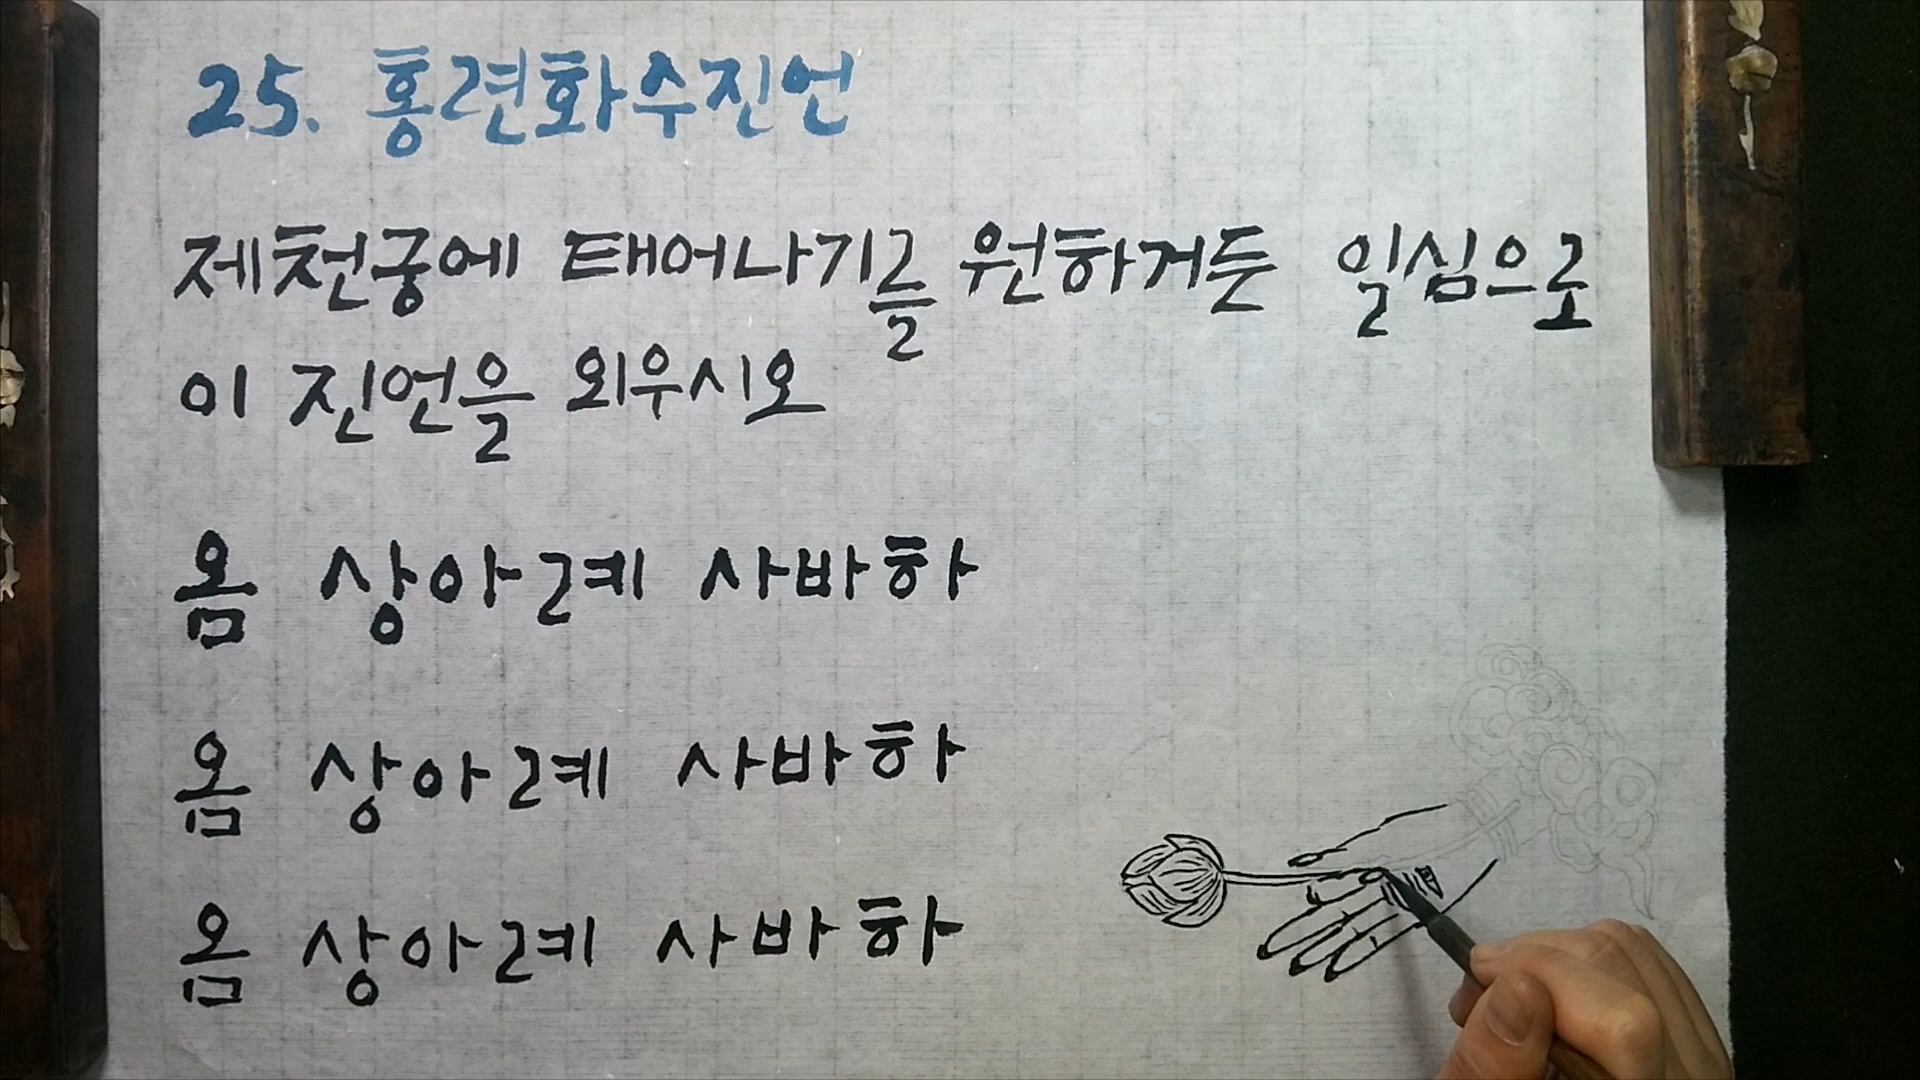 25. 홍련화수진언
제천궁에 태어나기를 원하거든 일심으로
이 진언을 외우시오
옴 상아례 사바하
옴 상아례 사바하
옴 상아례 사바하